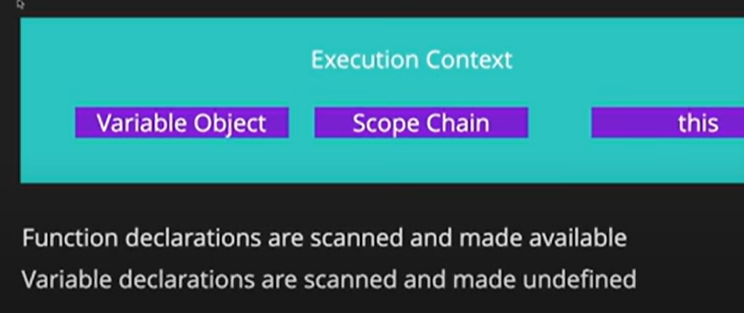 Execution Context
Variable Object Scope Chain this
Function declarations are scanned and made available
Variable declarations are scanned and made undefined